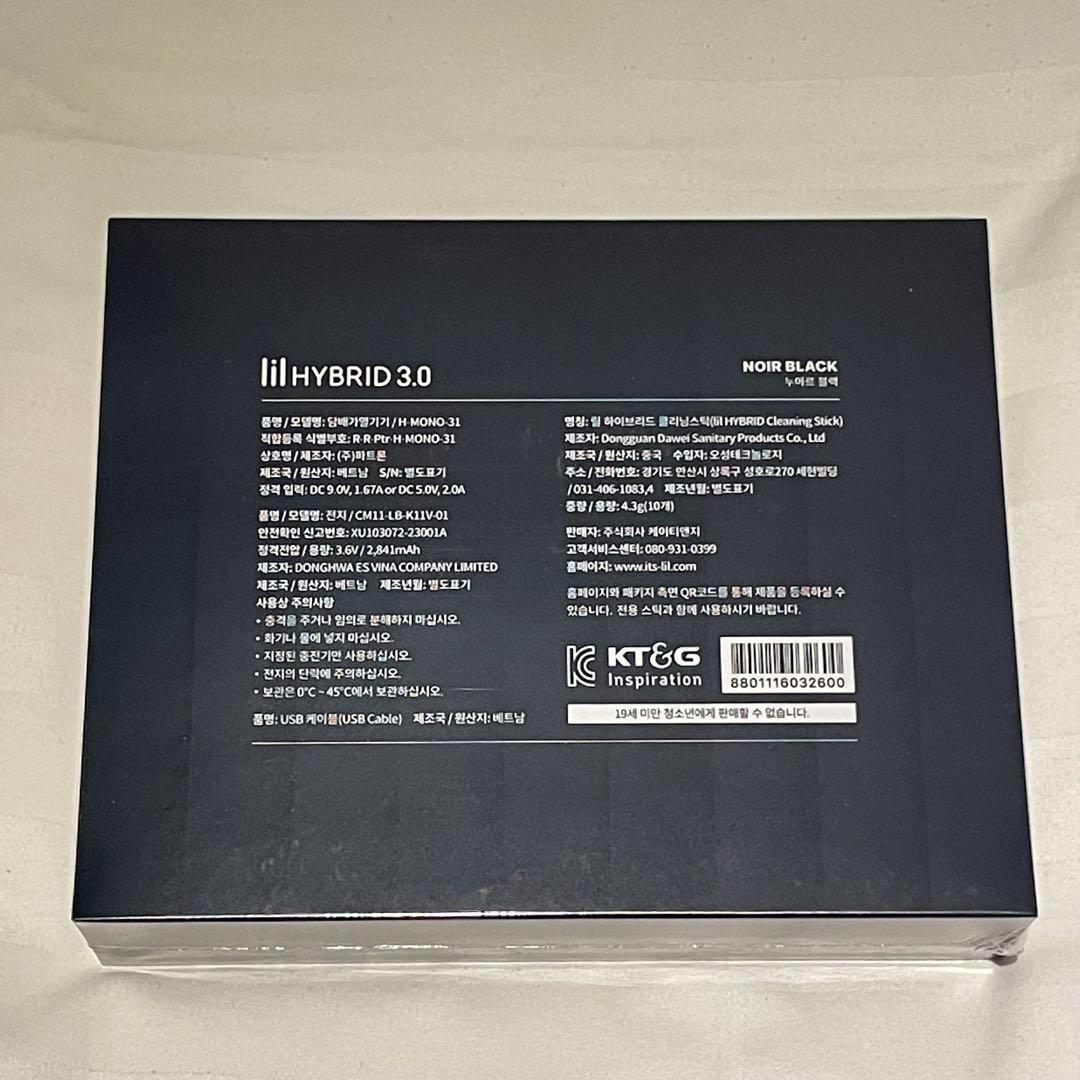 lil HYBRID 3.0
NOIR BLACK
누아르 블랙
품명 / 모델명: 담배가열기기 / H-MONO-31
적합등록 식별부호: R-R-Ptr-H-MONO-31
상호명 / 제조자: (주)파트론
제조국 / 원산지: 베트남 S/N: 별도표기
정격 입력: DC 9.0V, 1.67A or DC 5.0V, 2.0A
품명 / 모델명: 전지 / CM11-LB-K11V-01
안전확인 신고번호: XU103072-23001A
정격전압 / 용량: 3.6V / 2,841mAh
제조자: DONGHWA ES VINA COMPANY LIMITED
제조국 / 원산지: 베트남 제조년월: 별도표기
사용상 주의사항
• 충격을 주거나 임의로 분해하지 마십시오.
• 화기나 물에 넣지 마십시오.
• 지정된 충전기만 사용하십시오.
• 전지의 단락에 주의하십시오.
• 보관은 0°C ~ 45°C에서 보관하십시오.
품명: USB 케이블(USB Cable) 제조국 / 원산지: 베트남
명칭: 릴 하이브리드 클리닝스틱(lil HYBRID Cleaning Stick)
제조자: Dongguan Dawei Sanitary Products Co., Ltd
제조국 / 원산지: 중국 수입자: 오성테크놀로지
주소 / 전화번호: 경기도 안산시 상록구 성호로270 세현빌딩
/ 031-406-1083,4 제조년월: 별도표기
중량 / 용량: 4.3g(10개)
판매자: 주식회사 케이티앤지
고객서비스센터: 080-931-0399
홈페이지: www.its-lil.com
홈페이지와 패키지 측면 QR코드를 통해 제품을 등록하실 수
있습니다. 전용 스틱과 함께 사용하시기 바랍니다.
KT&G
Inspiration
8801116032600
19세 미만 청소년에게 판매할 수 없습니다.